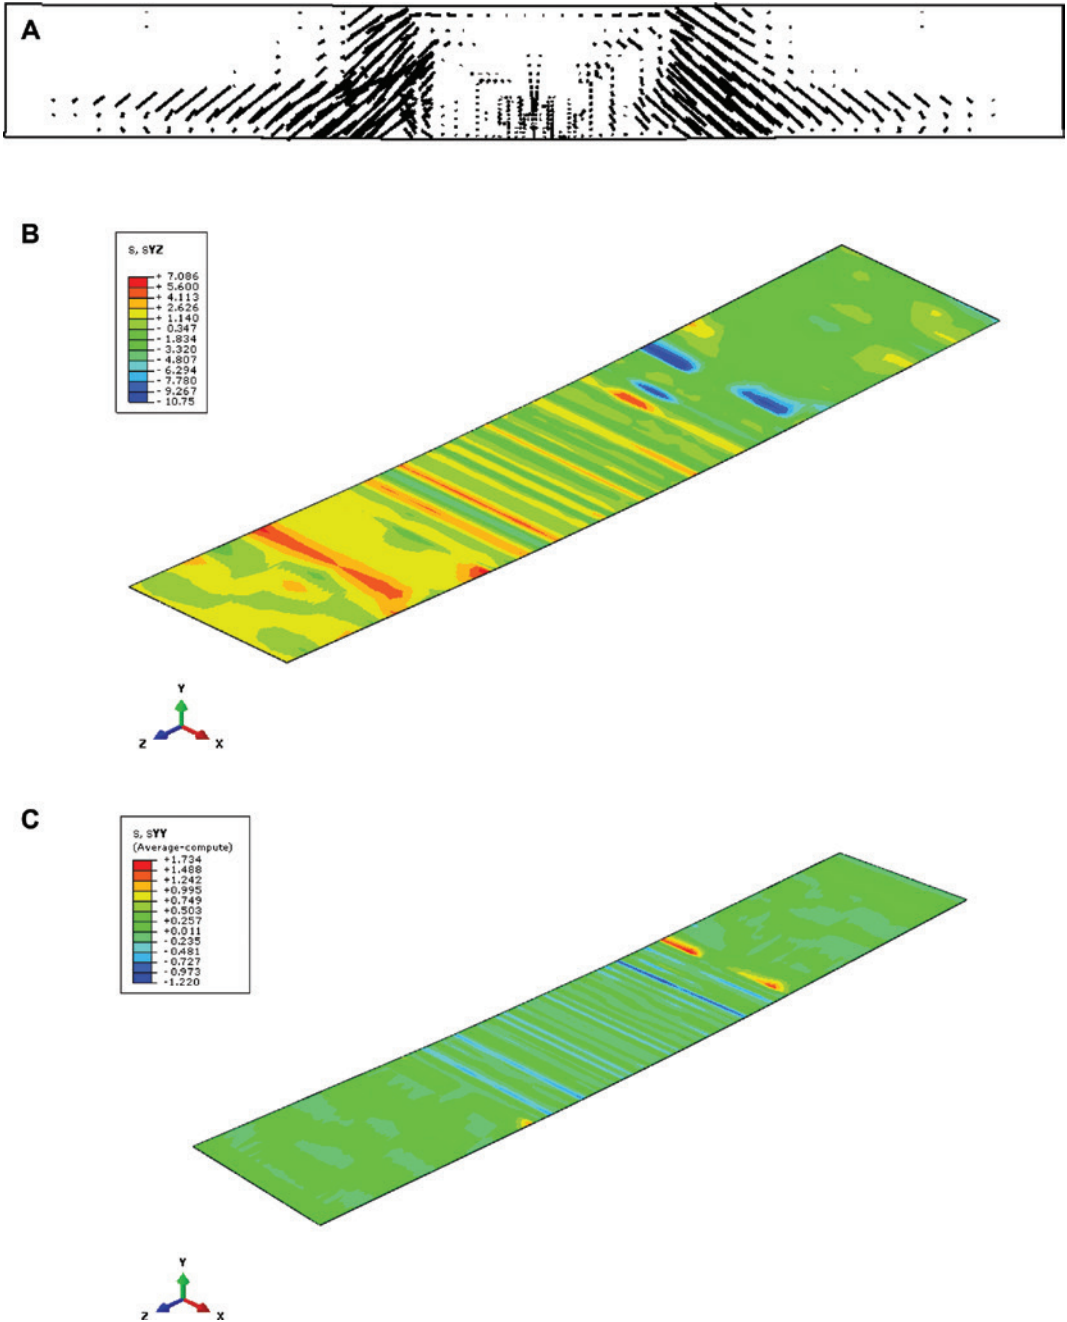 A
B
S, SYZ
+ 7.086
+ 5.600
+ 4.113
+ 2.626
+ 1.140
- 0.347
- 1.834
- 3.320
- 4.807
- 6.294
- 7.780
- 9.267
- 10.75
Y
Z X
C
S, SYY
(Average-compute)
+1.734
+1.488
+1.242
+0.995
+0.749
+0.503
+0.257
+0.011
- 0.235
- 0.481
- 0.727
- 0.973
-1.220
Y
Z X